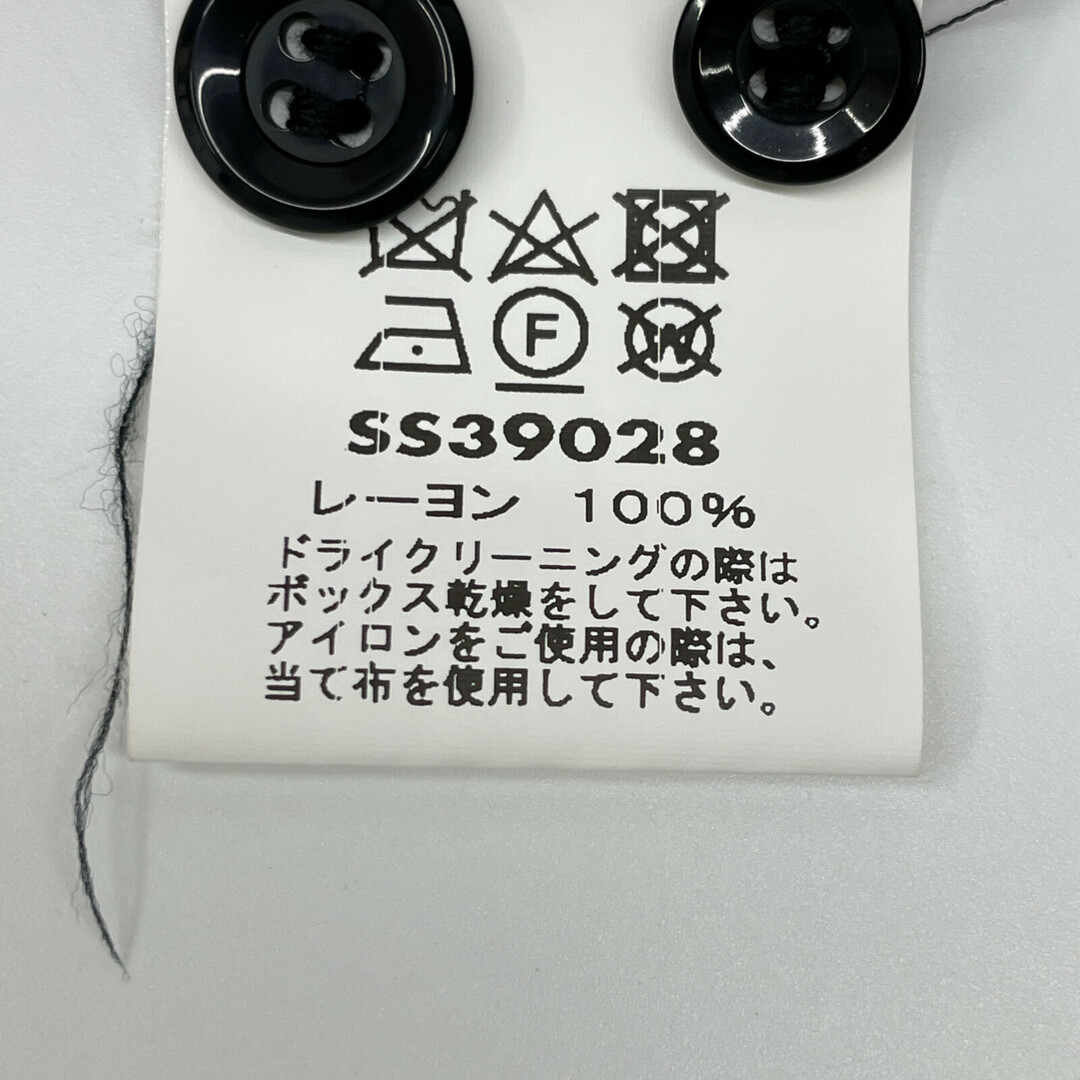 F
W
SS39028
レーヨン 100%
ドライクリーニングの際は
ボックス乾燥をして下さい。
アイロンをご使用の際は、
当て布を使用して下さい。